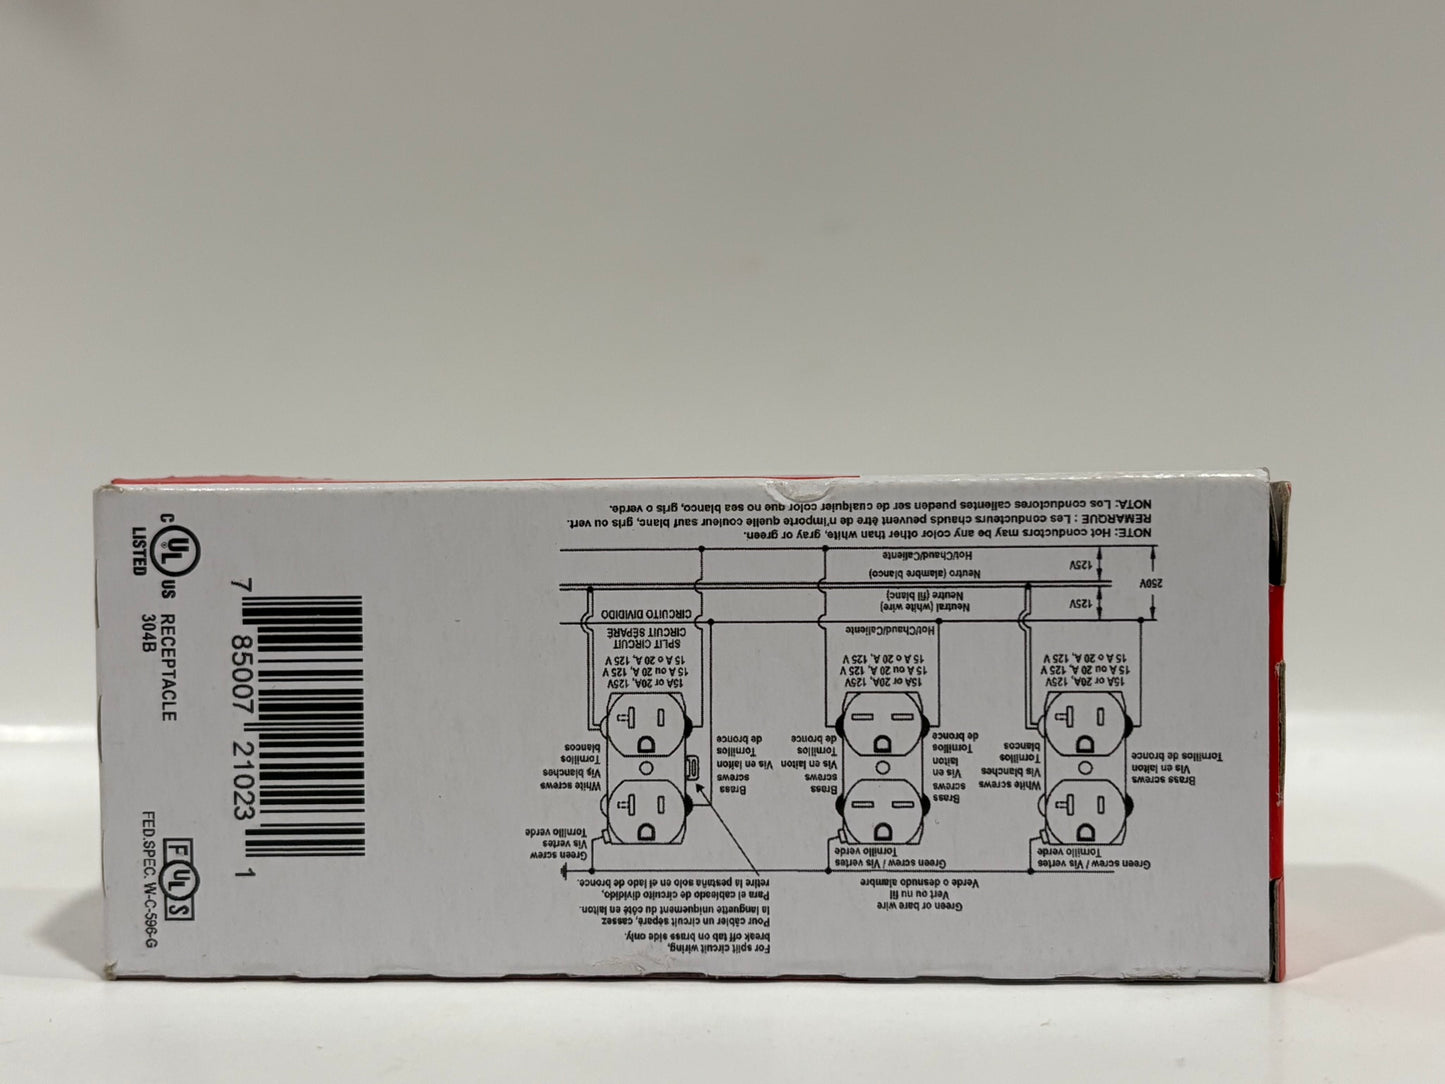 For split circuit wiring,
break off tab on brass side only.
Pour câbler un circuit séparé, cassez
la languette uniquement du côté en laiton.
Para el cableado de circuito dividido,
retire la pestaña solo en el lado de bronce.
Green or bare wire
Vert ou nu fil
Verde o desnudo alambre
Green screw / Vis vertes
Tornillo verde
Brass screws
Vis en laiton
Tornillos de bronce
White screws
Vis blanches
Tornillos
blancos
15A or 20A, 125V
15 A ou 20 A, 125 V
15 A o 20 A, 125 V
Green screw / Vis vertes
Tornillo verde
Brass
screws
Vis en
laiton
Tornillos
de bronce
Brass
screws
Vis en laiton
Tornillos
de bronce
15A or 20A, 125V
15 A ou 20 A, 125 V
15 A o 20 A, 125 V
Green screw
Vis vertes
Tornillo verde
Brass
screws
Vis en laiton
Tornillos
de bronce
White screws
Vis blanches
Tornillos
blancos
15A or 20A, 125V
15 A ou 20 A, 125 V
15 A o 20 A, 125 V
SPLIT CIRCUIT
CIRCUIT SÉPARÉ
CIRCUITO DIVIDIDO
Hot/Chaud/Caliente
Neutral (white wire)
Neutre (fil blanc)
Neutro (alambre blanco)
Hot/Chaud/Caliente
125V
250V
125V
NOTE: Hot conductors may be any color other than white, gray or green.
REMARQUE : Les conducteurs chauds peuvent être de n'importe quelle couleur sauf blanc, gris ou vert.
NOTA: Los conductores calientes pueden ser de cualquier color que no sea blanco, gris o verde.
C UL US
LISTED
RECEPTACLE
304B
7 85007 21023 1
F UL S
FED.SPEC. W-C-596-G